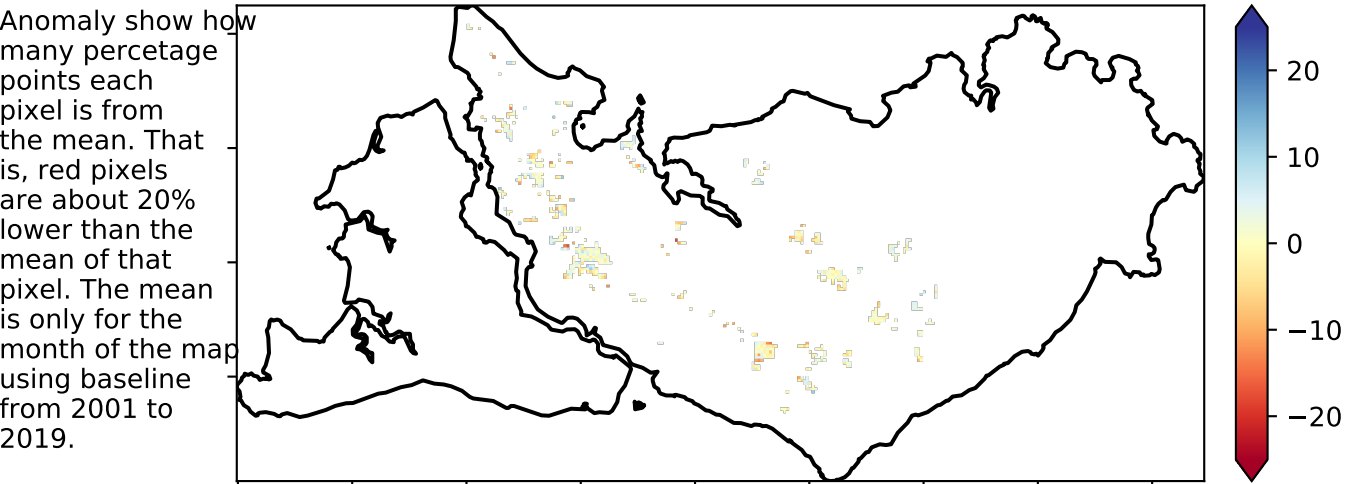 Anomaly show how
many percetage
points each
pixel is from
the mean. That
is, red pixels
are about 20%
lower than the
mean of that
pixel. The mean
is only for the
month of the map
using baseline
from 2001 to
2019.
20
10
0
−10
−20